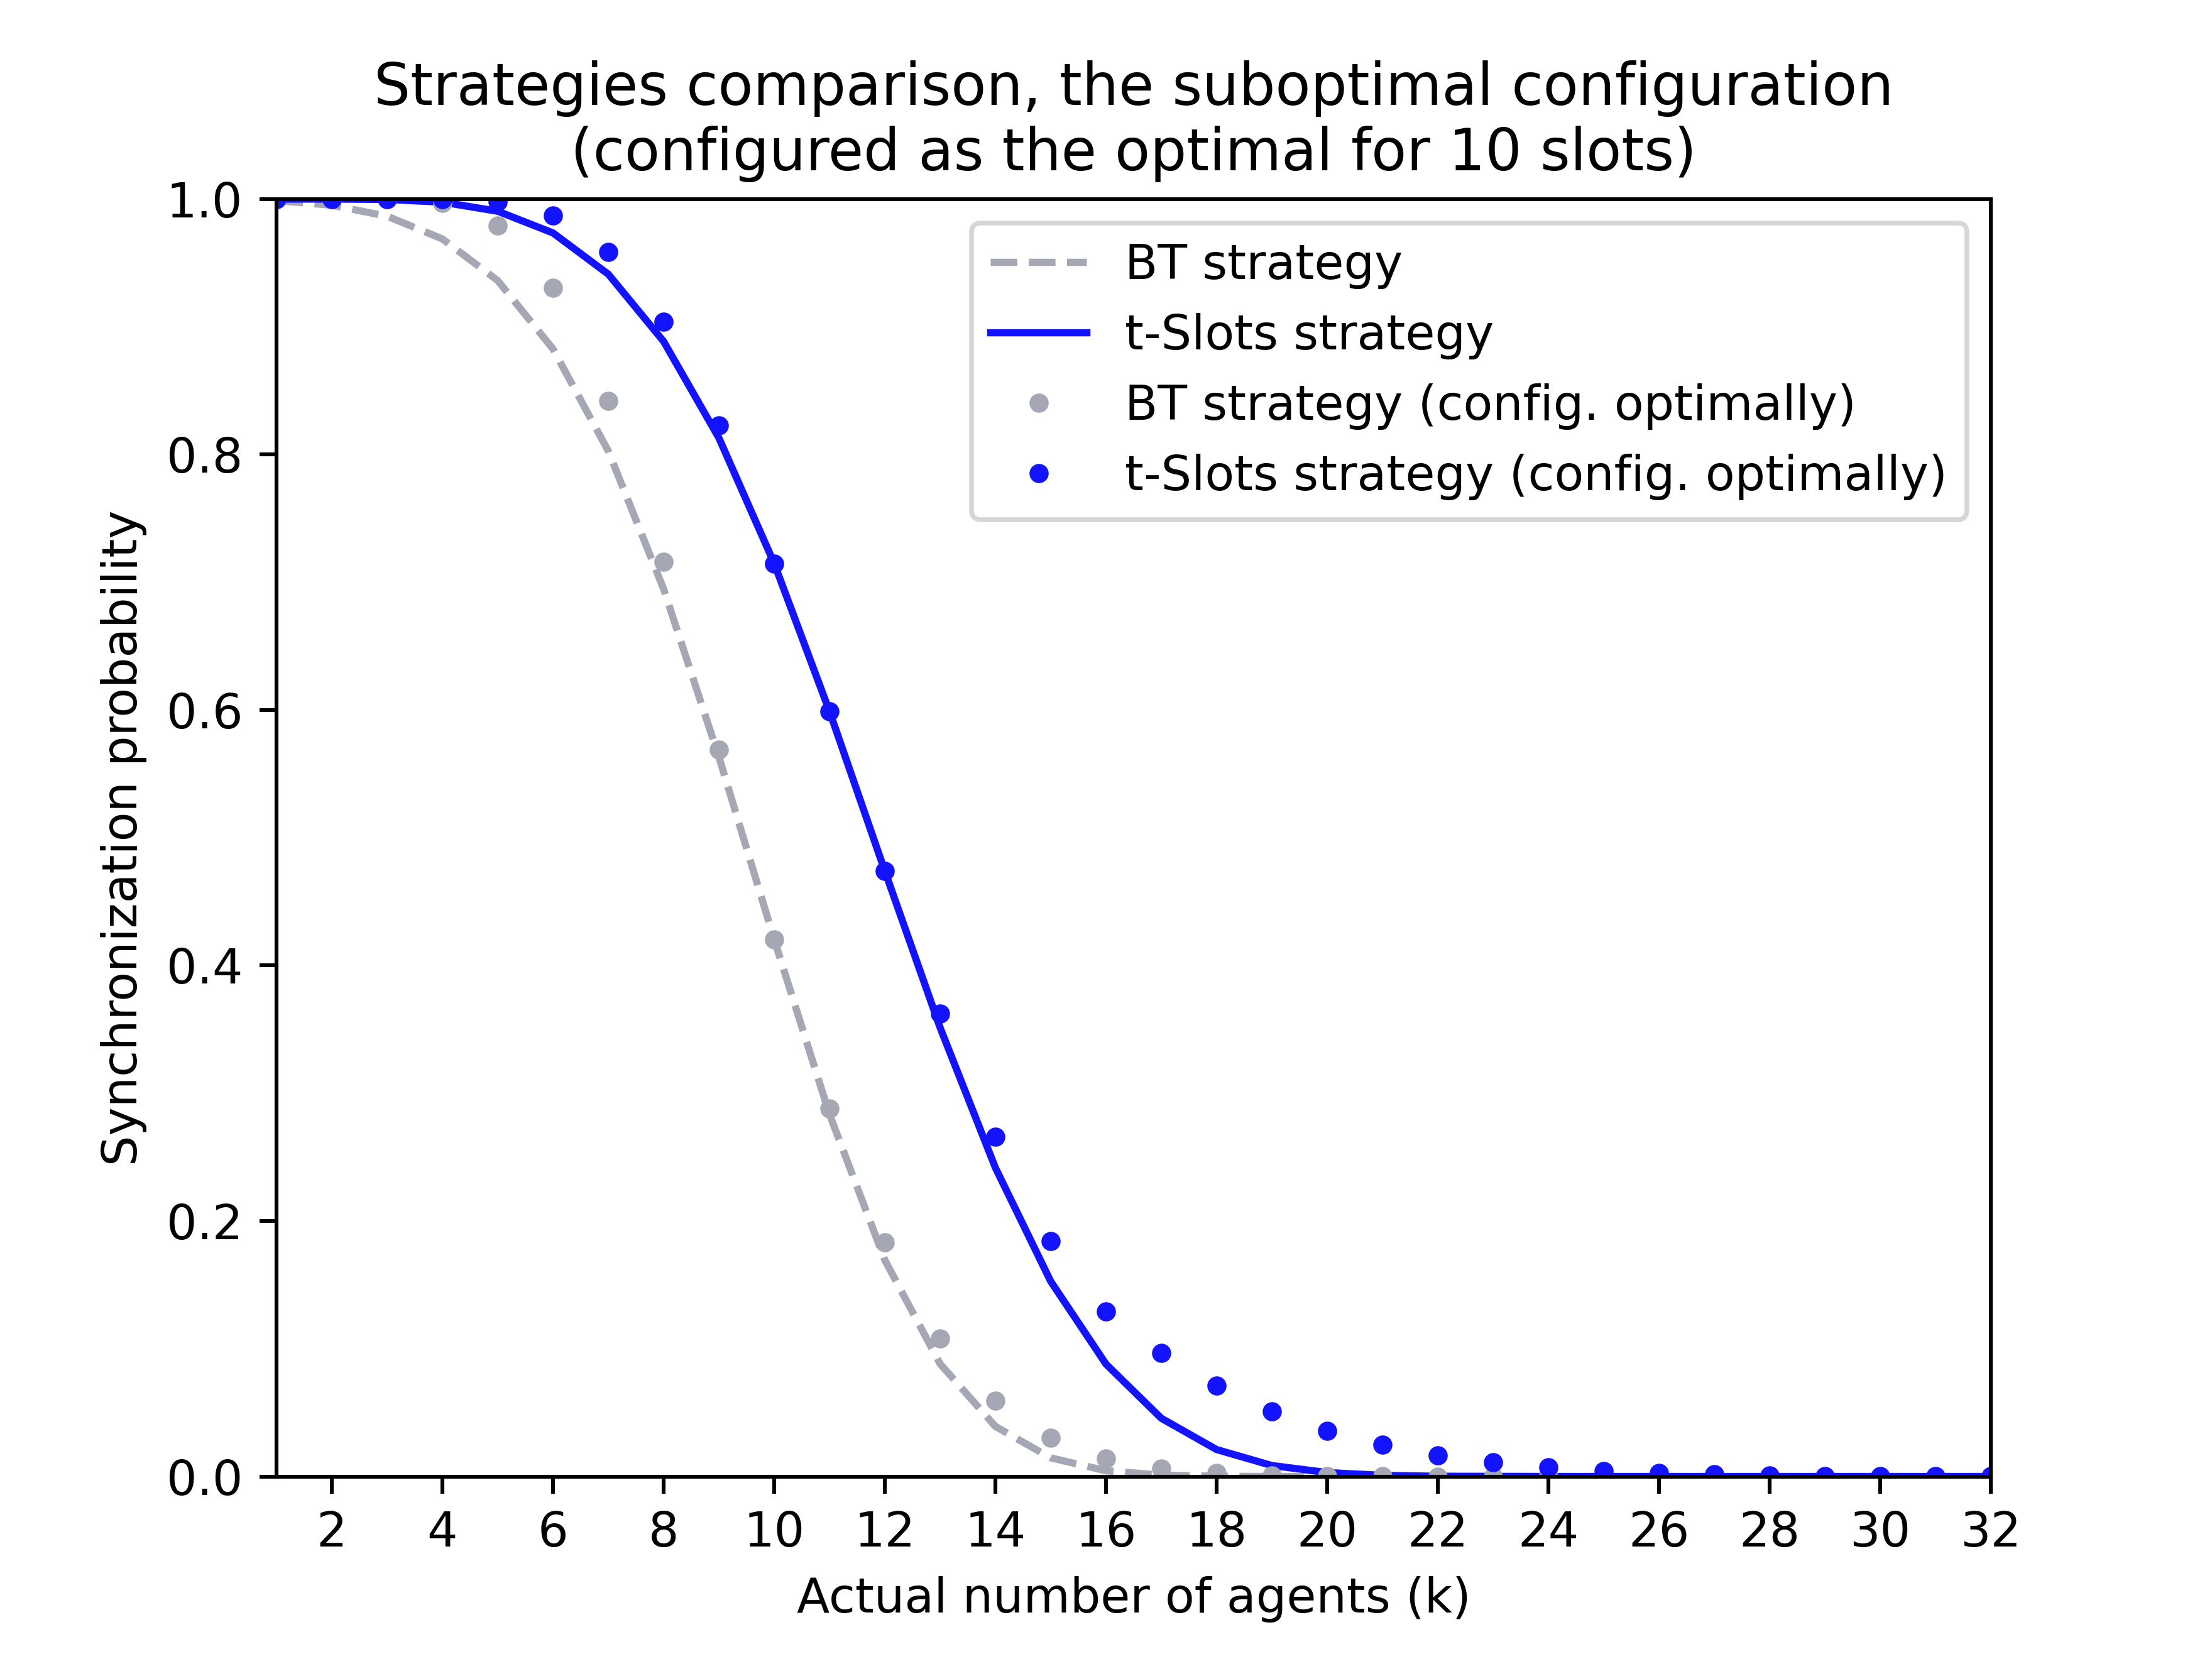 Strategies comparison, the suboptimal configuration
(configured as the optimal for 10 slots)
BT strategy
t-Slots strategy
BT strategy (config. optimally)
t-Slots strategy (config. optimally)
Synchronization probability
1.0
0.8
0.6
0.4
0.2
0.0
2 4 6 8 10 12 14 16 18 20 22 24 26 28 30 32
Actual number of agents (k)